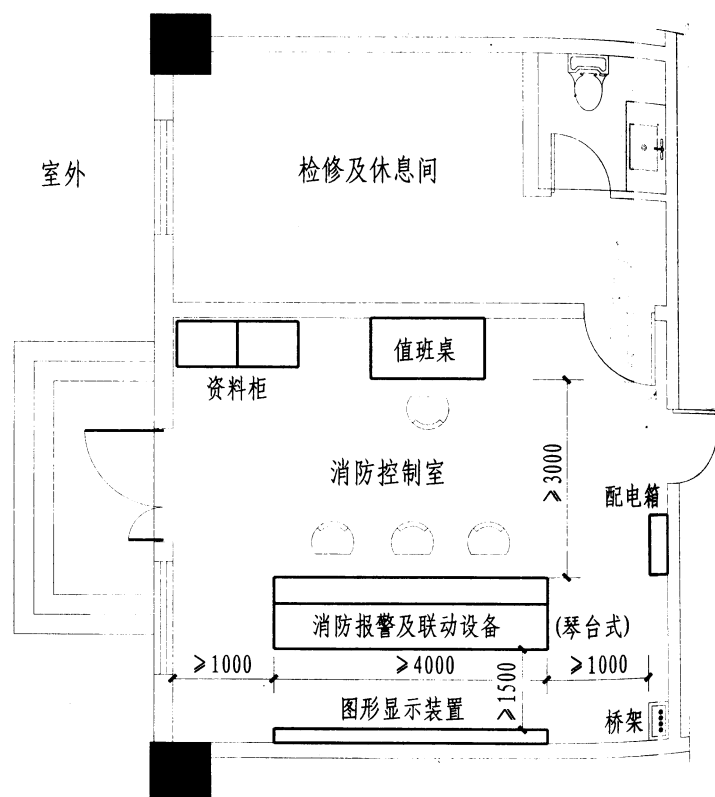 室外
检修及休息间
值班桌
资料柜
消防控制室
≥3000
配电箱
消防报警及联动设备
(琴台式)
≥1000
≥4000
≥1000
≥1500
图形显示装置
桥架